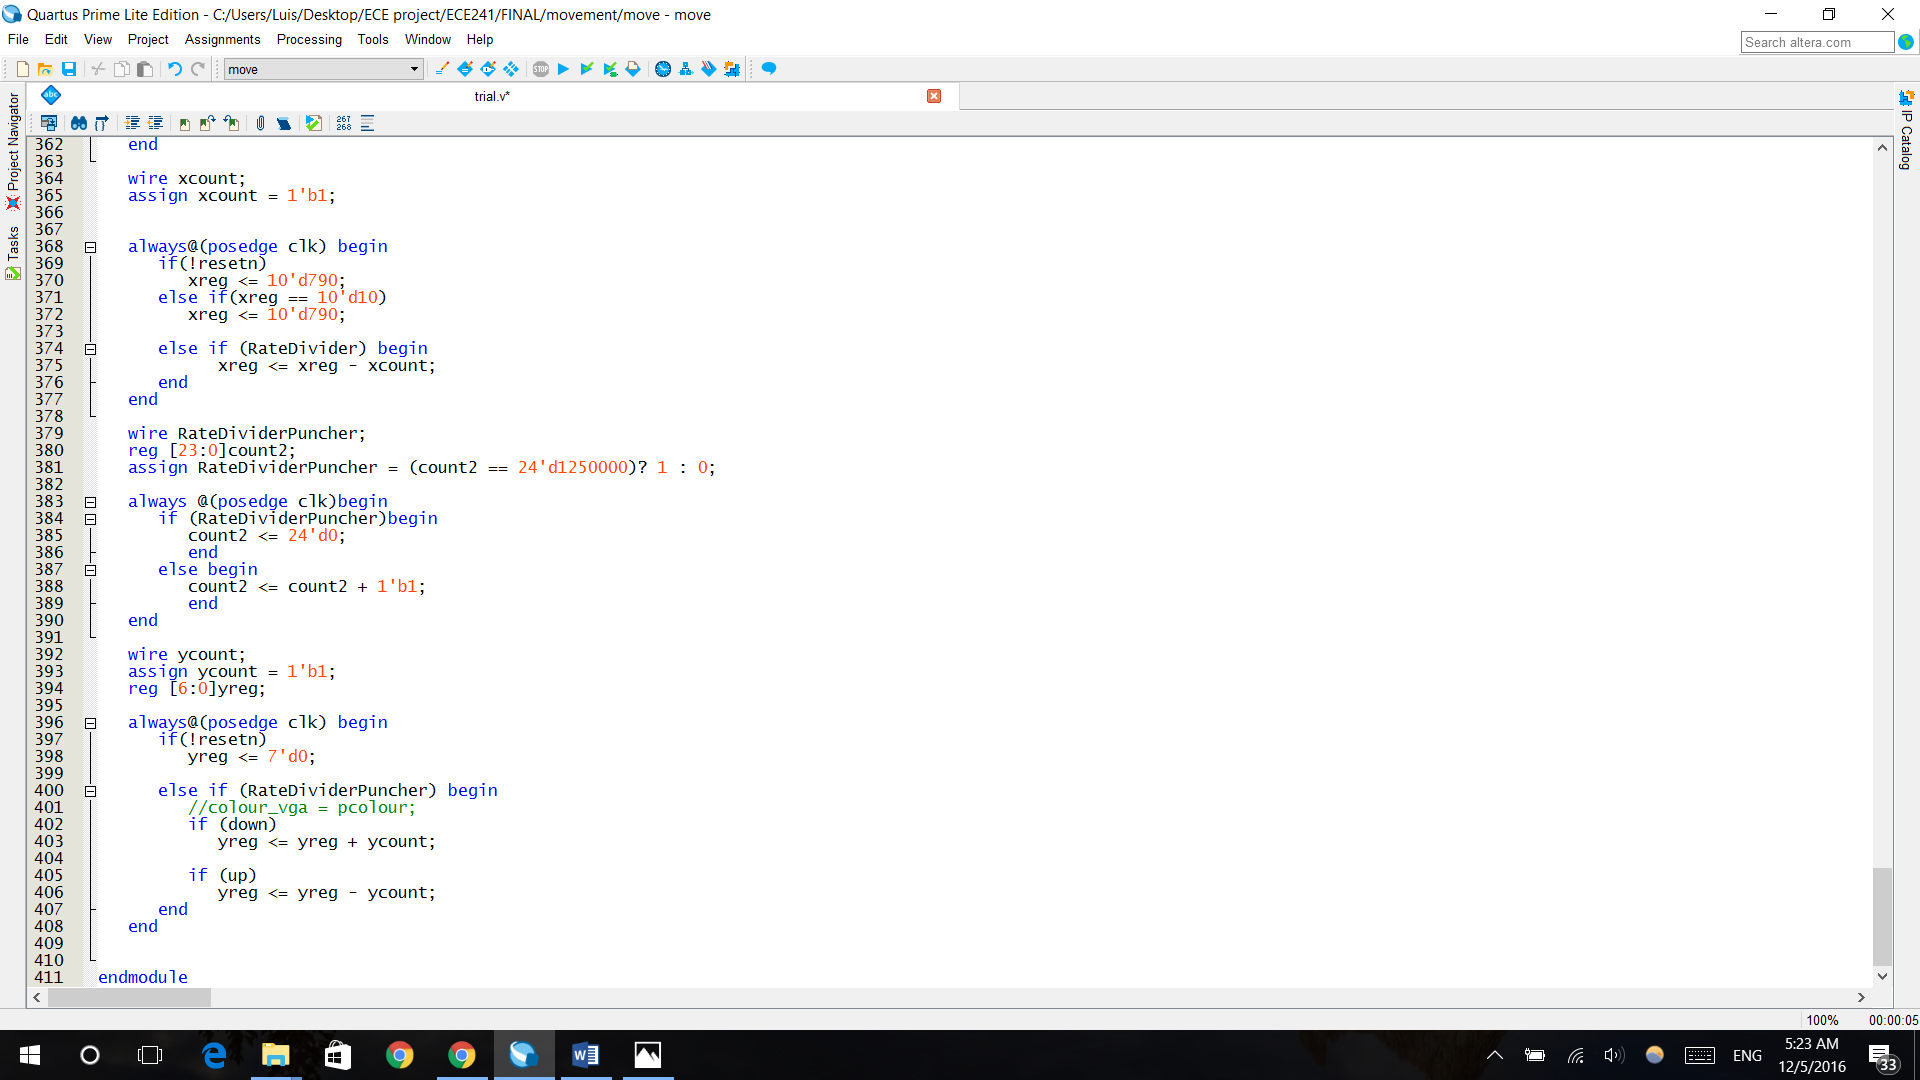 Quartus Prime Lite Edition - C:/Users/Luis/Desktop/ECE project/ECE241/FINAL/movement/move - move
File Edit View Project Assignments Processing Tools Window Help
Search altera.com
move
STOP
abc
trial.v*
267
268
Project Navigator
Tasks
IP Catalog
362 end
363
364 wire xcount;
365 assign xcount = 1'b1;
366
367
368 always@(posedge clk) begin
369 if(!resetn)
370 xreg <= 10'd790;
371 else if(xreg == 10'd10)
372 xreg <= 10'd790;
373
374 else if (RateDivider) begin
375 xreg <= xreg - xcount;
376 end
377 end
378
379 wire RateDividerPuncher;
380 reg [23:0]count2;
381 assign RateDividerPuncher = (count2 == 24'd1250000)? 1 : 0;
382
383 always @(posedge clk)begin
384 if (RateDividerPuncher)begin
385 count2 <= 24'd0;
386 end
387 else begin
388 count2 <= count2 + 1'b1;
389 end
390 end
391
392 wire ycount;
393 assign ycount = 1'b1;
394 reg [6:0]yreg;
395
396 always@(posedge clk) begin
397 if(!resetn)
398 yreg <= 7'd0;
399
400 else if (RateDividerPuncher) begin
401 //colour_vga = pcolour;
402 if (down)
403 yreg <= yreg + ycount;
404
405 if (up)
406 yreg <= yreg - ycount;
407 end
408 end
409
410
411 endmodule
100% 00:00:05
ENG
5:23 AM
12/5/2016
33